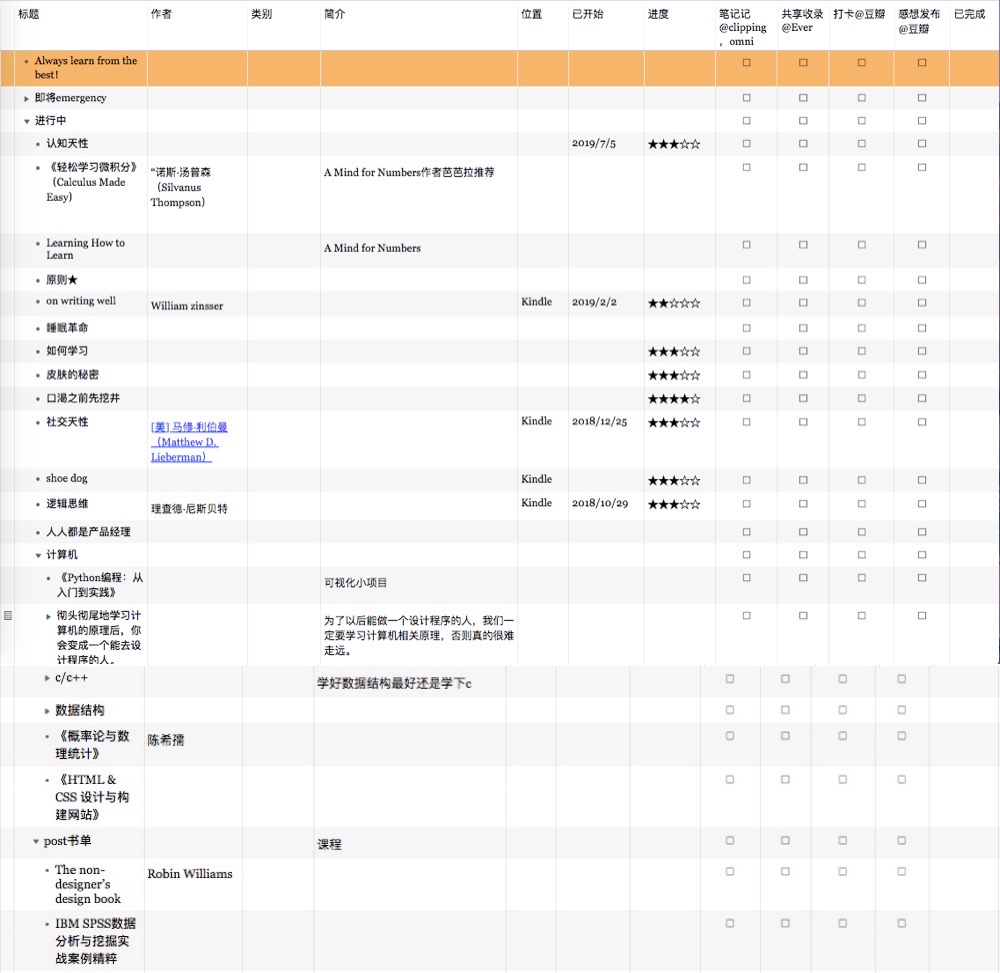 标题 作者 类别 简介 位置 已开始 进度 笔记记 共享收录 打卡@豆瓣 感想发布 已完成
@clipping @Ever @豆瓣
，omni
Always learn from the
best！
即将emergency
进行中
认知天性 2019/7/5 ★★★☆☆
《轻松学习微积分》 “诺斯·汤普森 A Mind for Numbers作者芭芭拉推荐
（Calculus Made （Silvanus
Easy） Thompson）
Learning How to A Mind for Numbers
Learn
原则★
on writing well William zinsser Kindle 2019/2/2 ★★☆☆☆
睡眠革命
如何学习 ★★★☆☆
皮肤的秘密 ★★★☆☆
口渴之前先挖井 ★★★★☆
社交天性 [美] 马修·利伯曼 Kindle 2018/12/25 ★★★☆☆
（Matthew D.
Lieberman）
shoe dog Kindle ★★★☆☆
逻辑思维 理查德·尼斯贝特 Kindle 2018/10/29 ★★★☆☆
人人都是产品经理
计算机
《Python编程：从 可视化小项目
入门到实践》
彻头彻尾地学习计 为了以后能做一个设计程序的人，我们一
算机的原理后，你 定要学习计算机相关原理，否则真的很难
会变成一个能去设 走远。
计程序的人。
c/c++ 学好数据结构最好还是学下c
数据结构
《概率论与数 陈希孺
理统计》
《HTML &
CSS 设计与构
建网站》
post书单 课程
The non- Robin Williams
designer’s
design book
IBM SPSS数据
分析与挖掘实
战案例精粹